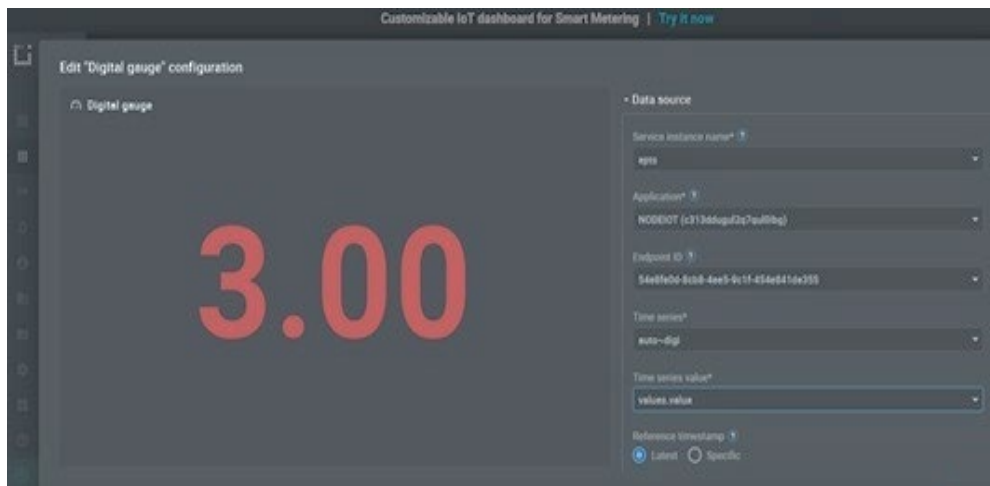 Customizable IoT dashboard for Smart Metering | Try it now
Edit "Digital gauge" configuration
Digital gauge
3.00
Data source
Service instance name* ?
epts
Application* ?
NODEIOT
Endpoint ID ?
Time series*
auto~digi
Time series value*
values.value
Reference timestamp ?
Latest
Specific